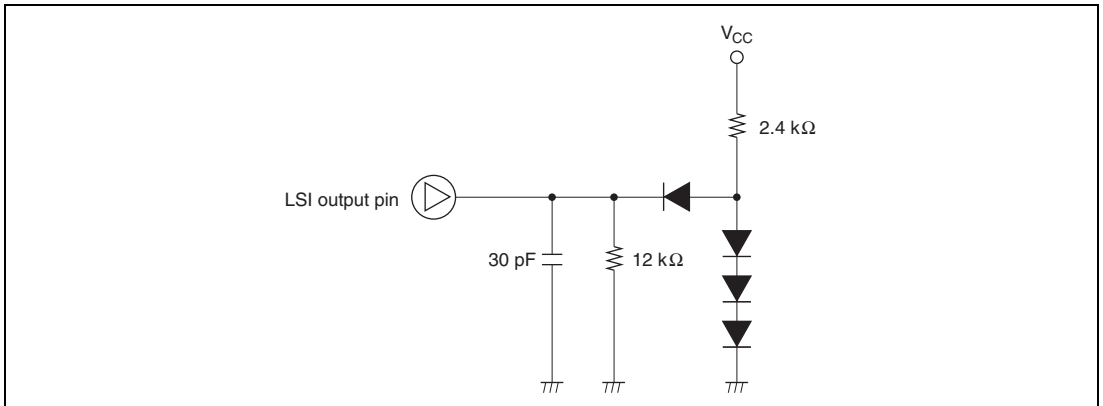 VCC
2.4 kΩ
LSI output pin
30 pF
12 kΩ